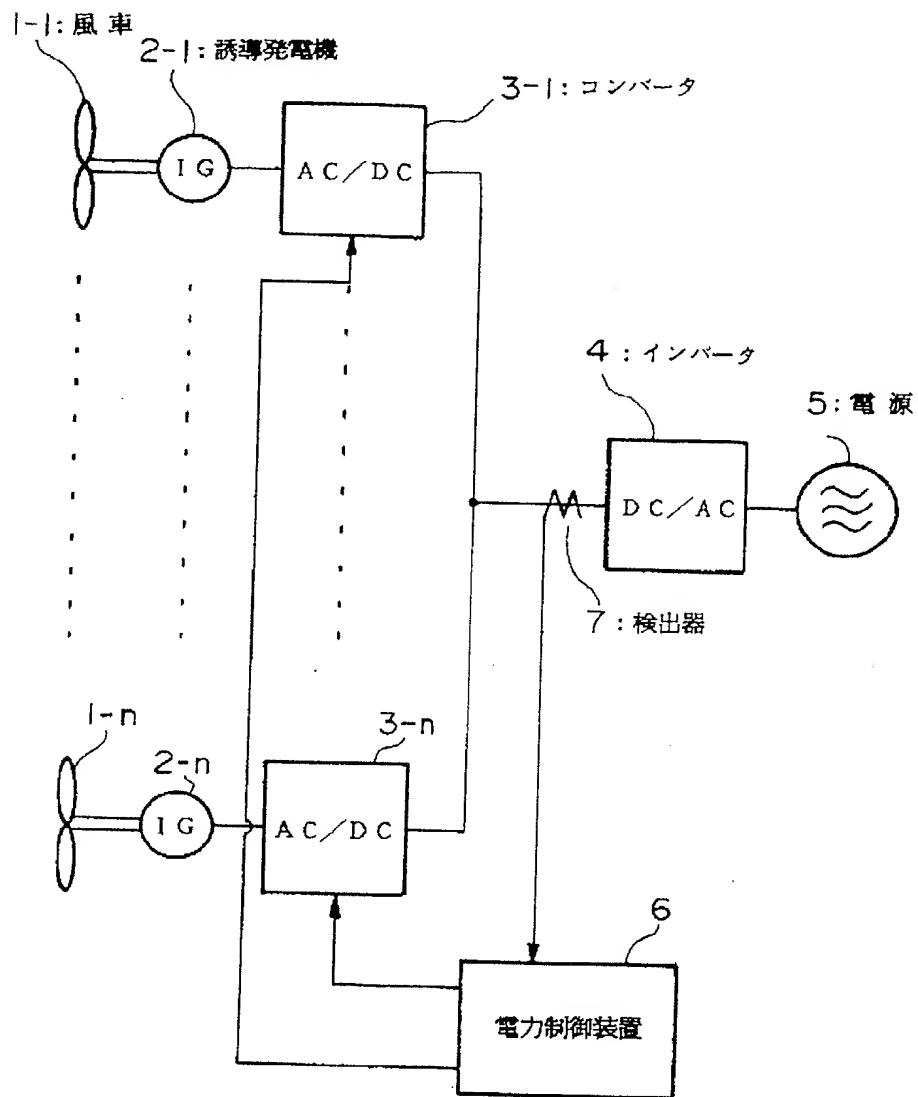 1-1:風車
2-1:誘導発電機
3-1:コンバータ
IG
AC/DC
4:インバータ
5:電源
DC/AC
7:検出器
1-n
2-n
3-n
IG
AC/DC
6
電力制御装置